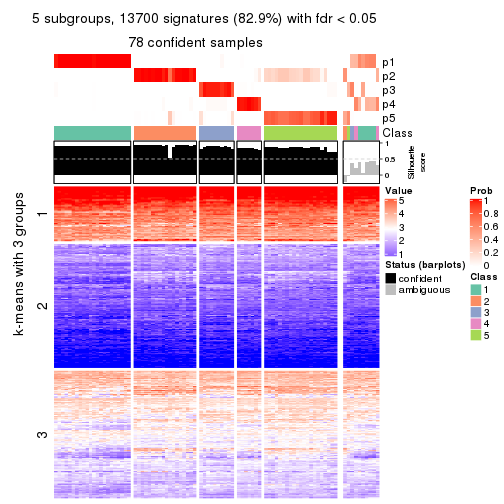 5 subgroups, 13700 signatures (82.9%) with fdr < 0.05
78 confident samples
p1
p2
p3
p4
p5
Class
1
0.5
0
Silhouette
score
k-means with 3 groups
1
2
3
Value
5
4
3
2
1
Status (barplots)
confident
ambiguous
Prob
1
0.8
0.6
0.4
0.2
0
Class
1
2
3
4
5